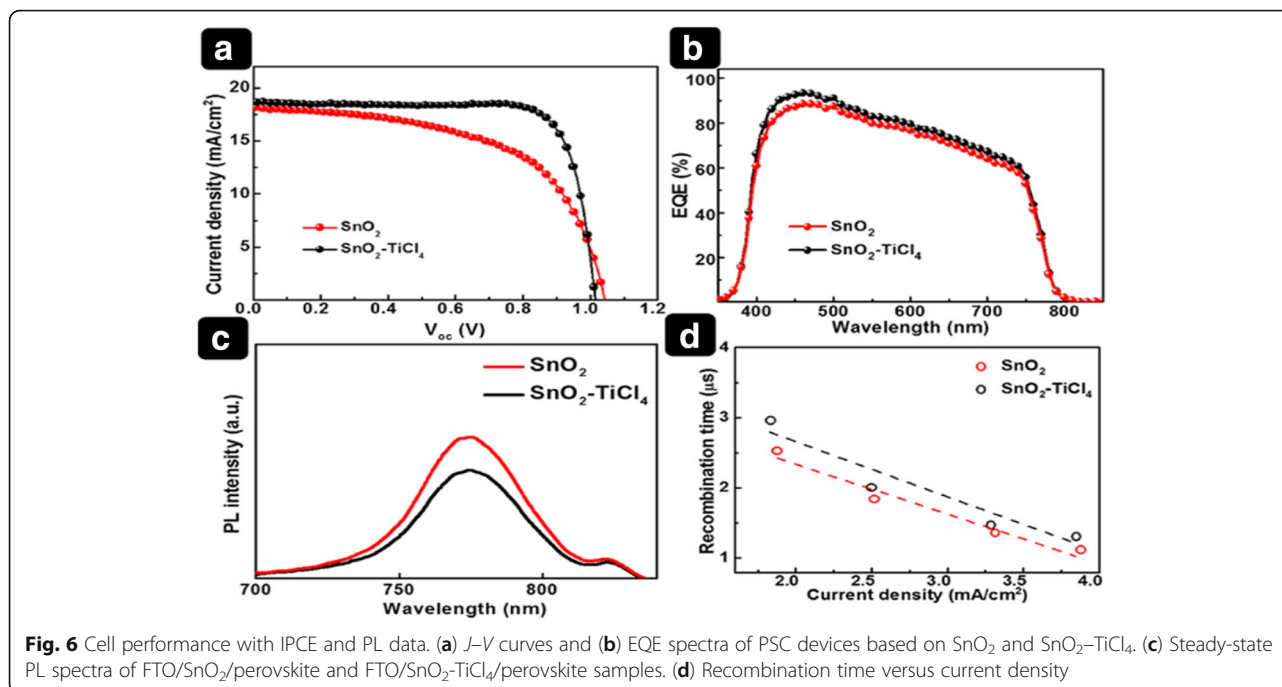 a
Current density (mA/cm²)
20
15
10
5
SnO₂
SnO₂-TiCl₄
0.0 0.2 0.4 0.6 0.8 1.0 1.2
Vₒc (V)
b
EQE (%)
100
80
60
40
20
SnO₂
SnO₂-TiCl₄
400 500 600 700 800
Wavelength (nm)
c
PL intensity (a.u.)
SnO₂
SnO₂-TiCl₄
700 750 800
Wavelength (nm)
d
Recombination time (μs)
4
3
2
1
SnO₂
SnO₂-TiCl₄
2.0 2.5 3.0 3.5 4.0
Current density (mA/cm²)
Fig. 6 Cell performance with IPCE and PL data. (a) J–V curves and (b) EQE spectra of PSC devices based on SnO₂ and SnO₂–TiCl₄. (c) Steady-state
PL spectra of FTO/SnO₂/perovskite and FTO/SnO₂-TiCl₄/perovskite samples. (d) Recombination time versus current density